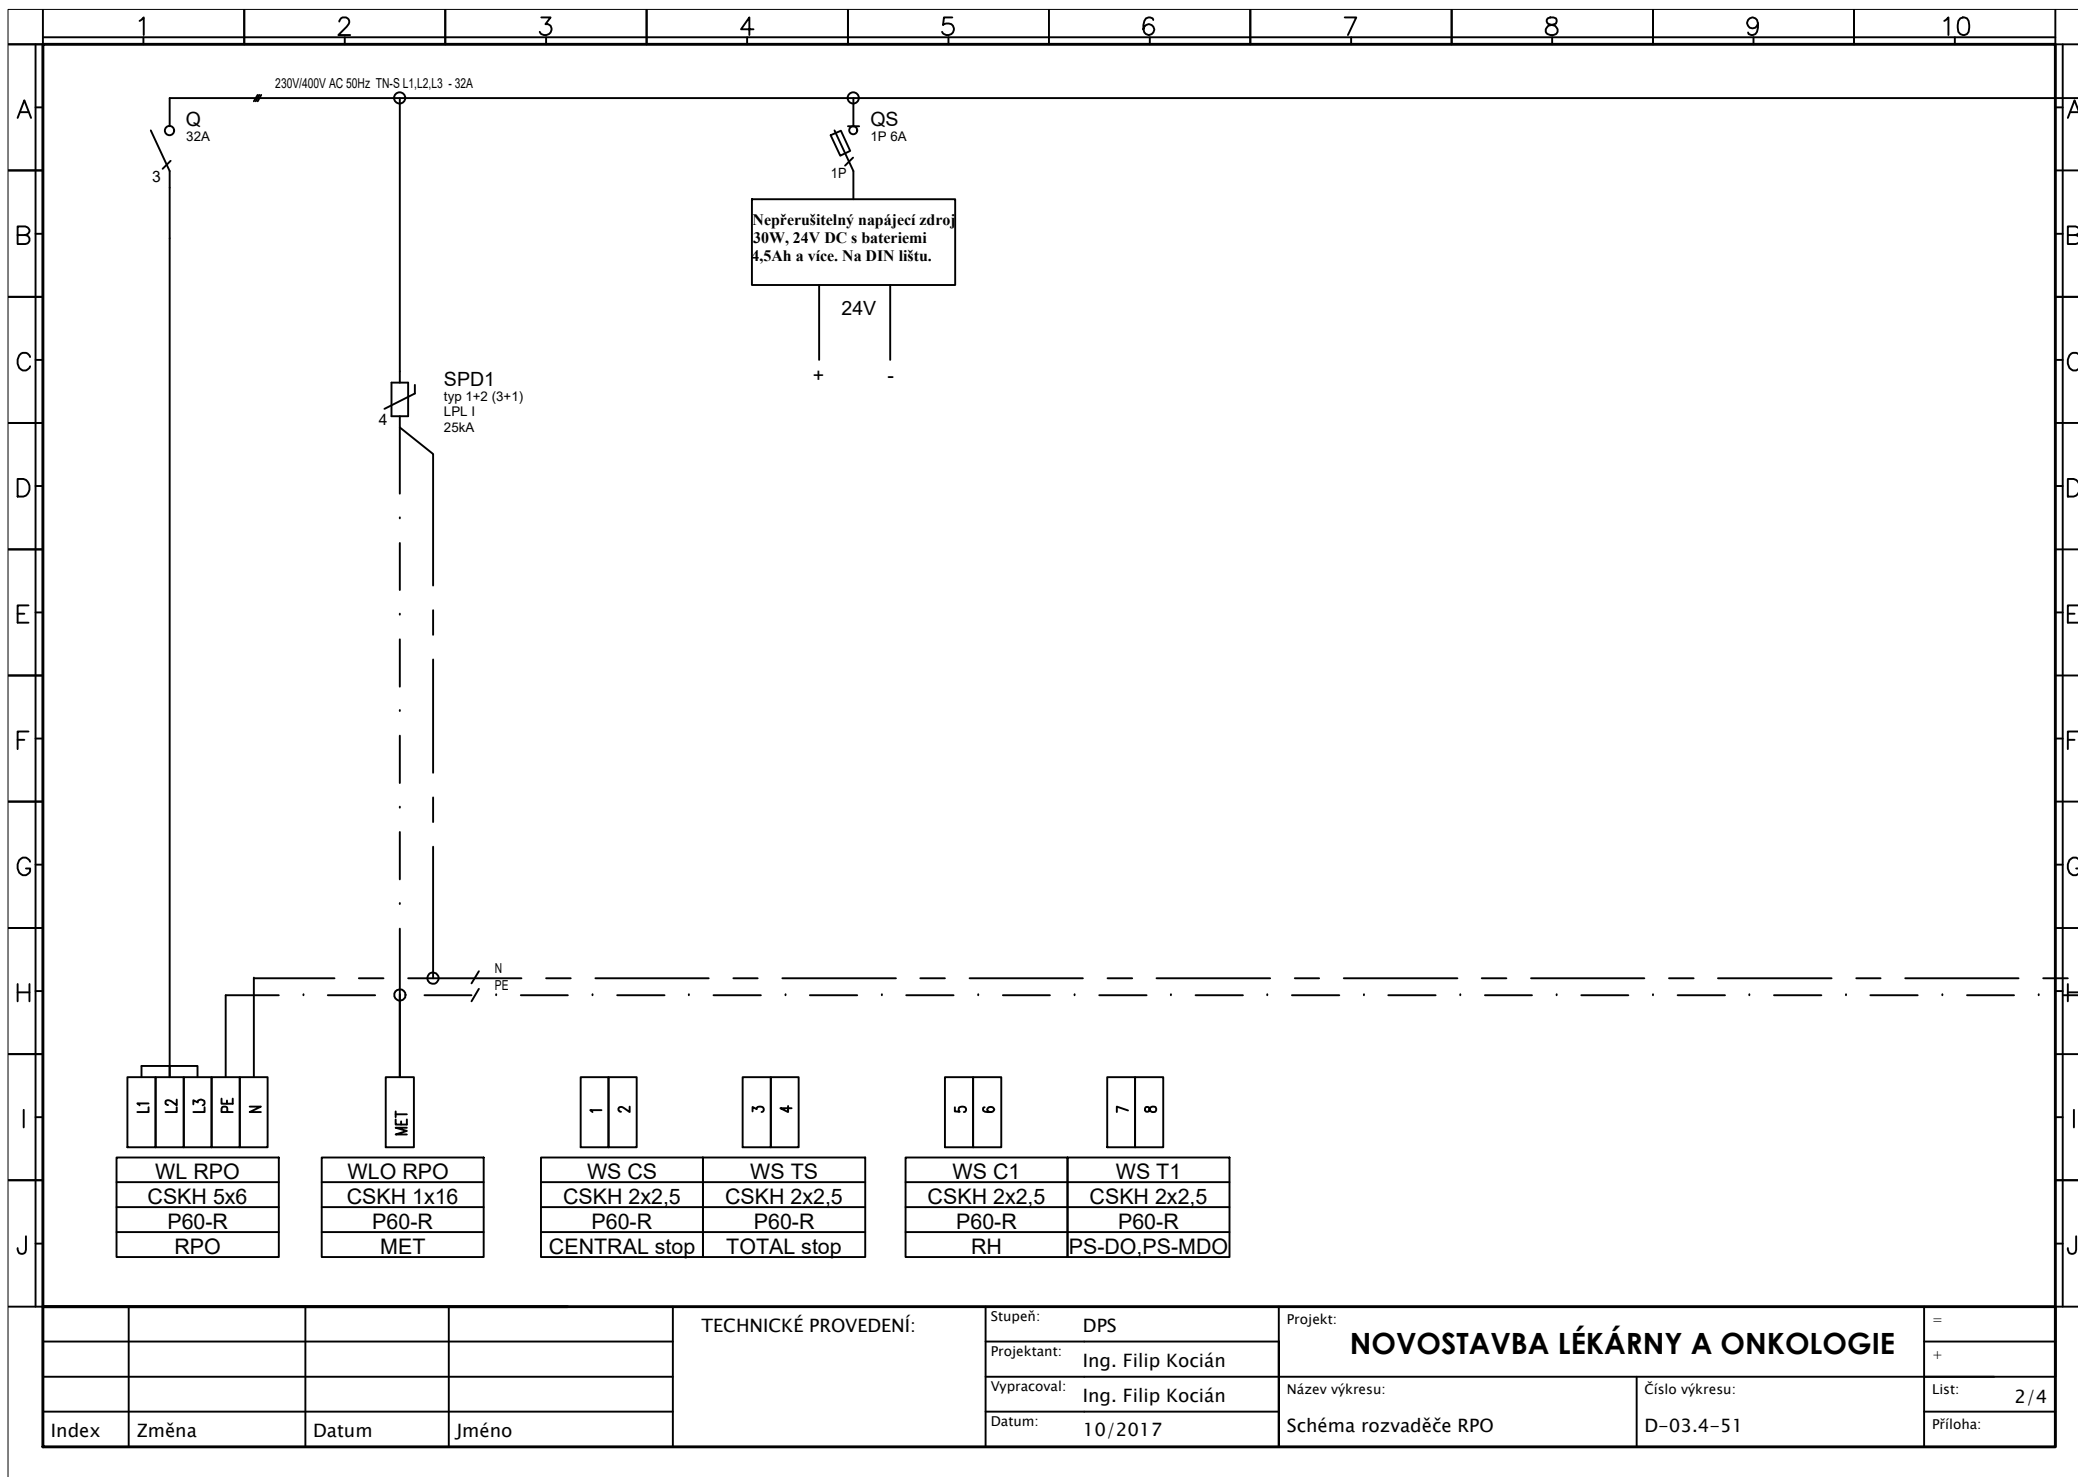 1 2 3 4 5 6 7 8 9 10
A A
B B
C C
D D
E E
F F
G G
H H
I I
J J
230V/400V AC 50Hz TN-S L1,L2,L3 - 32A
Q
32A
3
QS
1P 6A
1P
Nepřerušitelný napájecí zdroj
30W, 24V DC s bateriemi
4,5Ah a více. Na DIN lištu.
24V
+ -
SPD1
typ 1+2 (3+1)
LPL I
25kA
4
N
PE
L1 L2 L3 PE N MET 1 2 3 4 5 6 7 8
WL RPO WLO RPO WS CS WS TS WS C1 WS T1
CSKH 5x6 CSKH 1x16 CSKH 2x2,5 CSKH 2x2,5 CSKH 2x2,5 CSKH 2x2,5
P60-R P60-R P60-R P60-R P60-R P60-R
RPO MET CENTRAL stop TOTAL stop RH PS-DO,PS-MDO
Index Změna Datum Jméno
TECHNICKÉ PROVEDENÍ:
Stupeň: DPS
Projektant: Ing. Filip Kocián
Vypracoval: Ing. Filip Kocián
Datum: 10/2017
Projekt:
NOVOSTAVBA LÉKÁRNY A ONKOLOGIE
Název výkresu:
Schéma rozvaděče RPO
Číslo výkresu:
D-03.4-51
=
+
List: 2/4
Příloha: